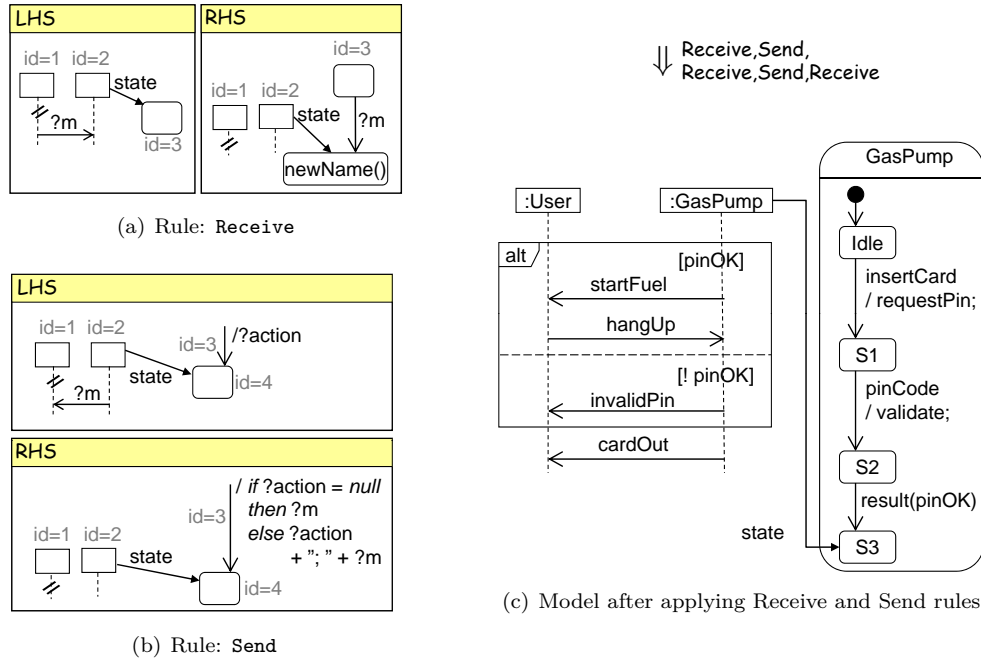 LHS
id=1
id=2
state
?m
id=3
RHS
id=3
id=1
id=2
state
?m
newName()
(a) Rule: Receive
LHS
id=1
id=2
id=3
/?action
state
id=4
?m
RHS
/ if ?action = null
then ?m
else ?action
+ "; " + ?m
id=3
id=1
id=2
state
id=4
(b) Rule: Send
⇓ Receive,Send,
Receive,Send,Receive
GasPump
:User
:GasPump
Idle
alt
[pinOK]
startFuel
insertCard
/ requestPin;
hangUp
S1
[! pinOK]
invalidPin
pinCode
/ validate;
cardOut
S2
result(pinOK)
state
S3
(c) Model after applying Receive and Send rules